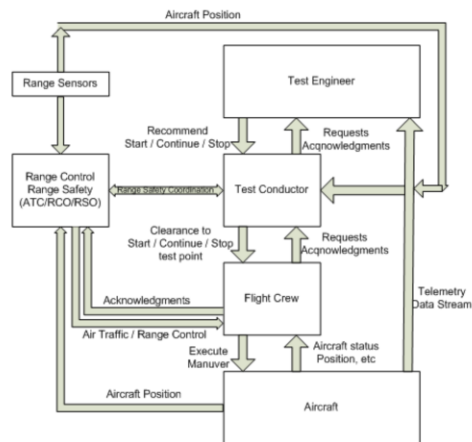 Aircraft Position
Test Engineer
Range Sensors
Recommend
Start / Continue / Stop
Requests
Acqnowledgments
Range Control
Range Safety
(ATC/RCO/RSO)
Range Safety Coordination
Test Conductor
Clearance to
Start / Continue / Stop
test point
Requests
Acqnowledgments
Telemetry
Data Stream
Acknowledgments
Flight Crew
Air Traffic / Range Control
Execute
Manuver
Aircraft status
Position, etc
Aircraft Position
Aircraft